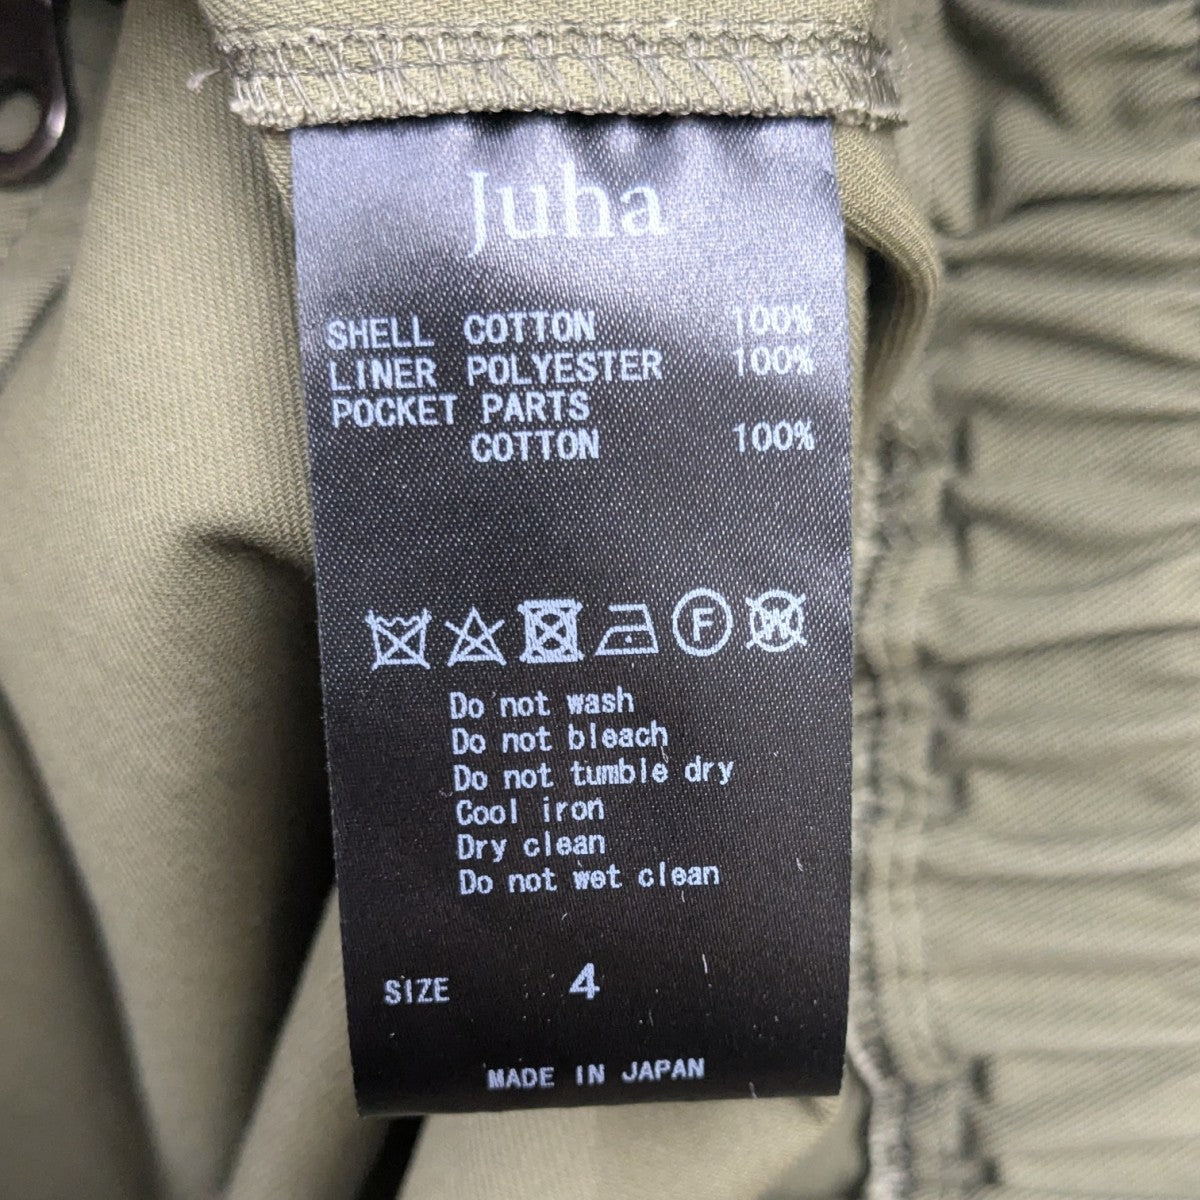 Juha
SHELL COTTON 100%
LINER POLYESTER 100%
POCKET PARTS
COTTON 100%
F W
Do not wash
Do not bleach
Do not tumble dry
Cool iron
Dry clean
Do not wet clean
SIZE 4
MADE IN JAPAN